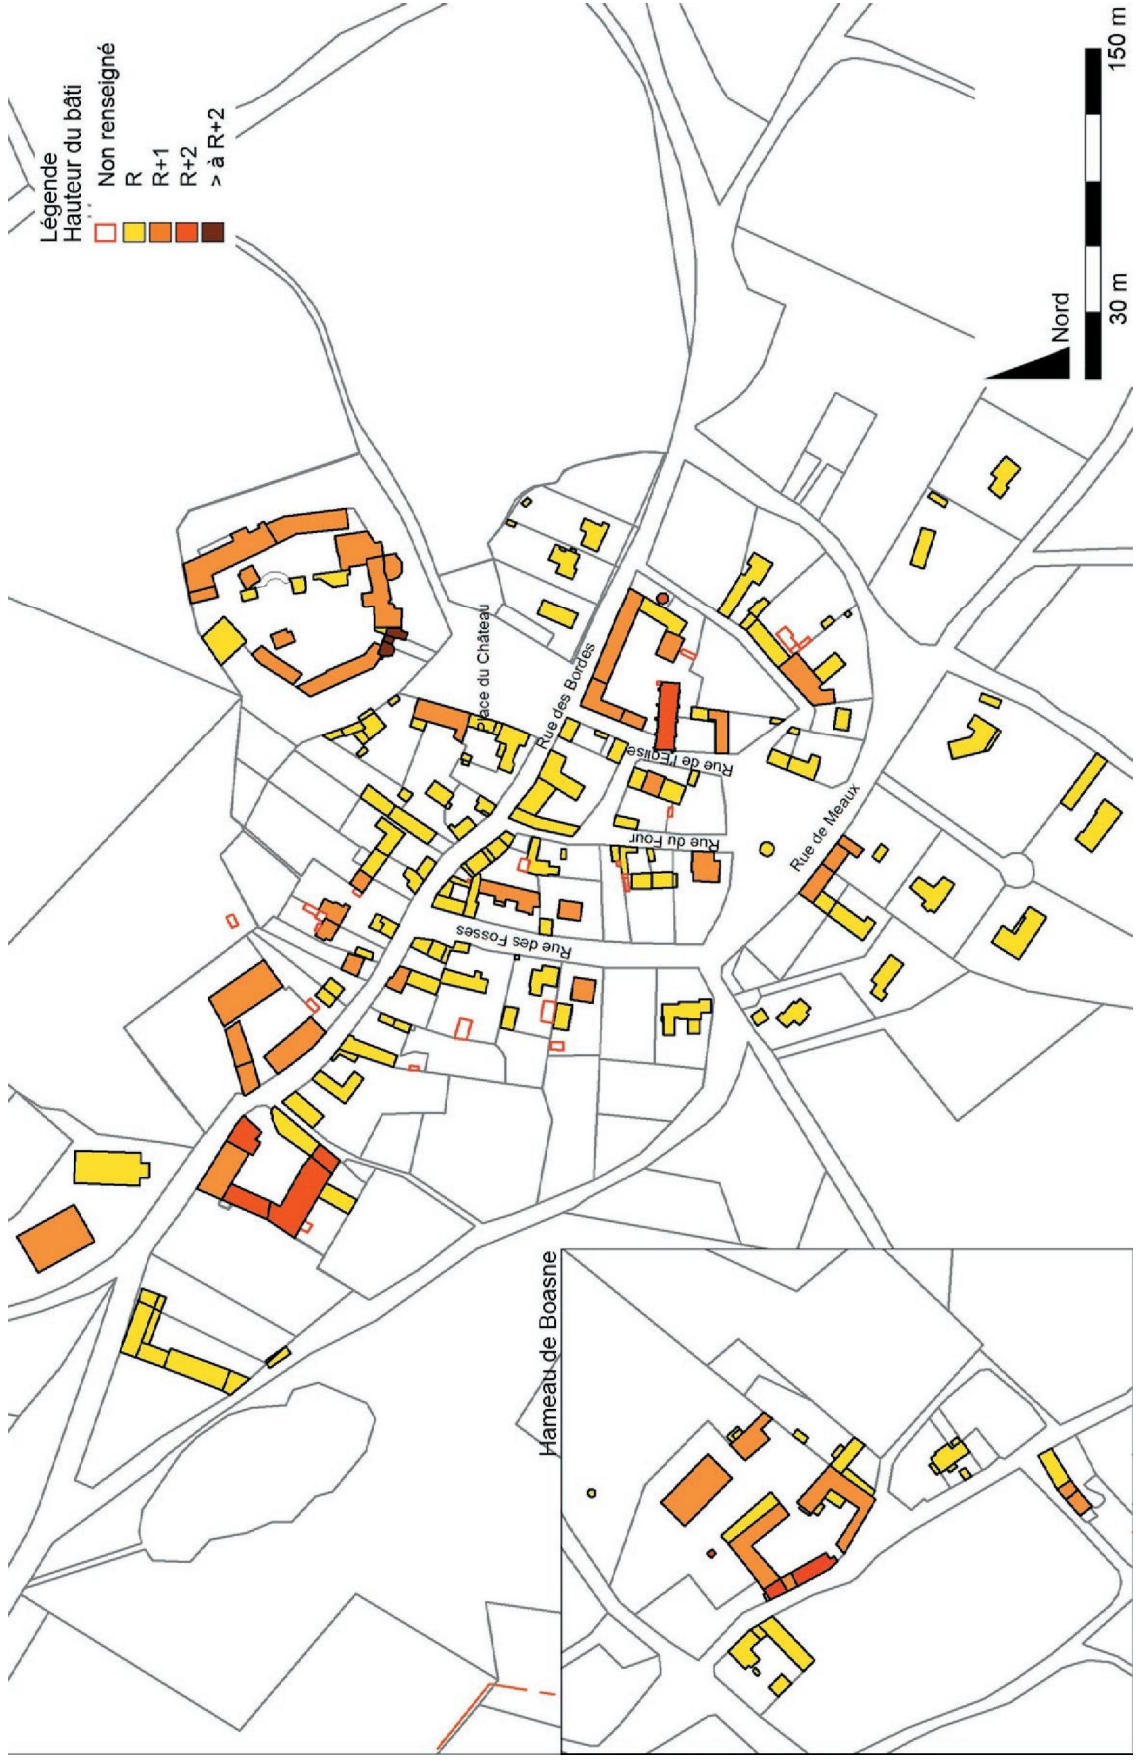 Légende
Hauteur du bâti
Non renseigné
R
R+1
R+2
> à R+2
Place du Château
Rue des Bordes
Rue de l'Eglise
Rue du Four
Rue des Fosses
Rue de Meaux
Nord
30 m
150 m
Hameau de Boasne